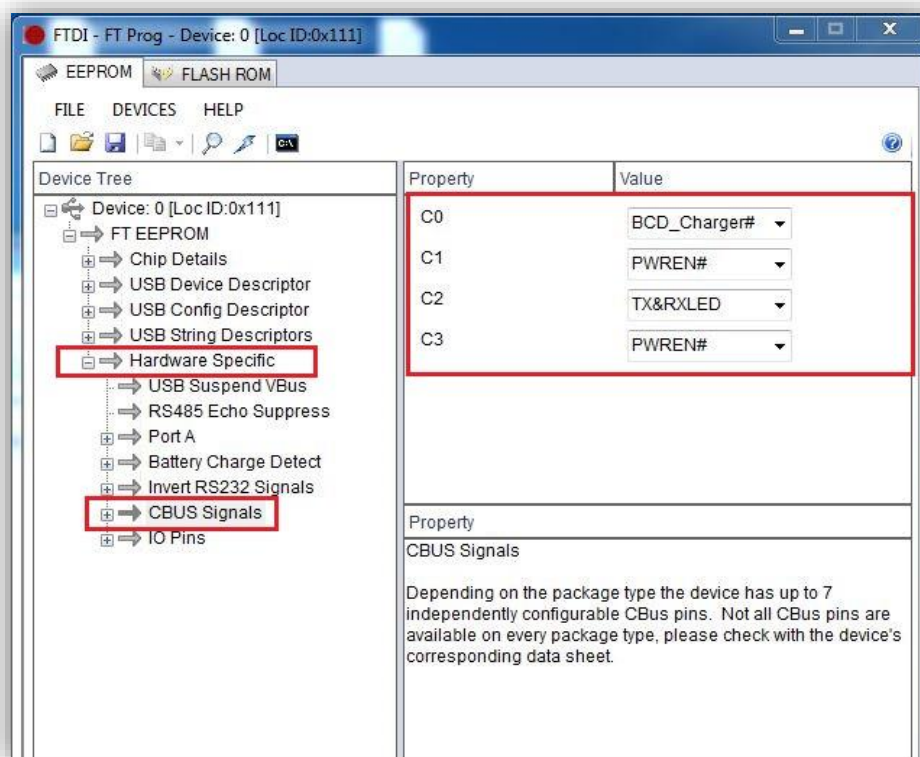 FTDI - FT Prog - Device: 0 [Loc ID:0x111]
EEPROM FLASH ROM
FILE DEVICES HELP
C:\
Device Tree
Device: 0 [Loc ID:0x111]
FT EEPROM
Chip Details
USB Device Descriptor
USB Config Descriptor
USB String Descriptors
Hardware Specific
USB Suspend VBus
RS485 Echo Suppress
Port A
Battery Charge Detect
Invert RS232 Signals
CBUS Signals
IO Pins
Property Value
C0 BCD_Charger#
C1 PWREN#
C2 TX&RXLED
C3 PWREN#
Property
CBUS Signals
Depending on the package type the device has up to 7
independently configurable CBus pins. Not all CBus pins are
available on every package type, please check with the device's
corresponding data sheet.